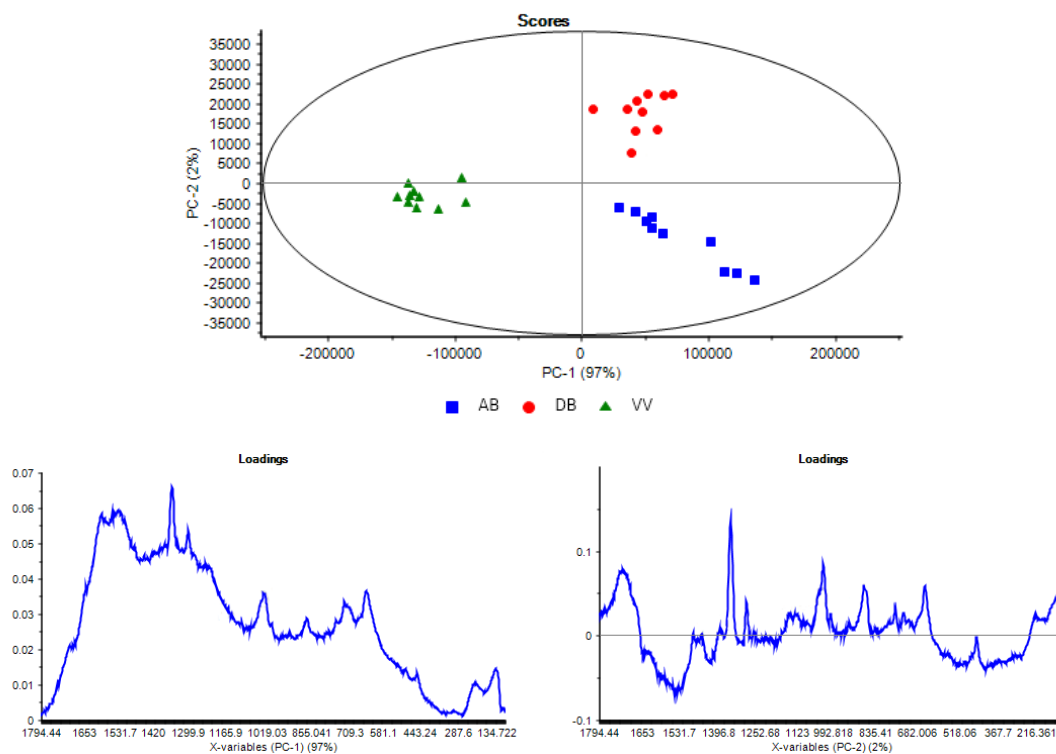 Scores
35000
30000
25000
20000
15000
10000
5000
0
-5000
-10000
-15000
-20000
-25000
-30000
-35000
PC-2 (2%)
-200000 -100000 0 100000 200000
PC-1 (97%)
AB DB VV
Loadings
0.07
0.06
0.05
0.04
0.03
0.02
0.01
0
1794.44 1653 1531.7 1420 1299.9 1165.9 1019.03 855.041 709.3 581.1 443.24 287.6 134.722
X-variables (PC-1) (97%)
Loadings
0.1
0
-0.1
1794.44 1653 1531.7 1396.8 1252.68 1123 992.818 835.41 682.006 518.06 367.7 216.361
X-variables (PC-2) (2%)